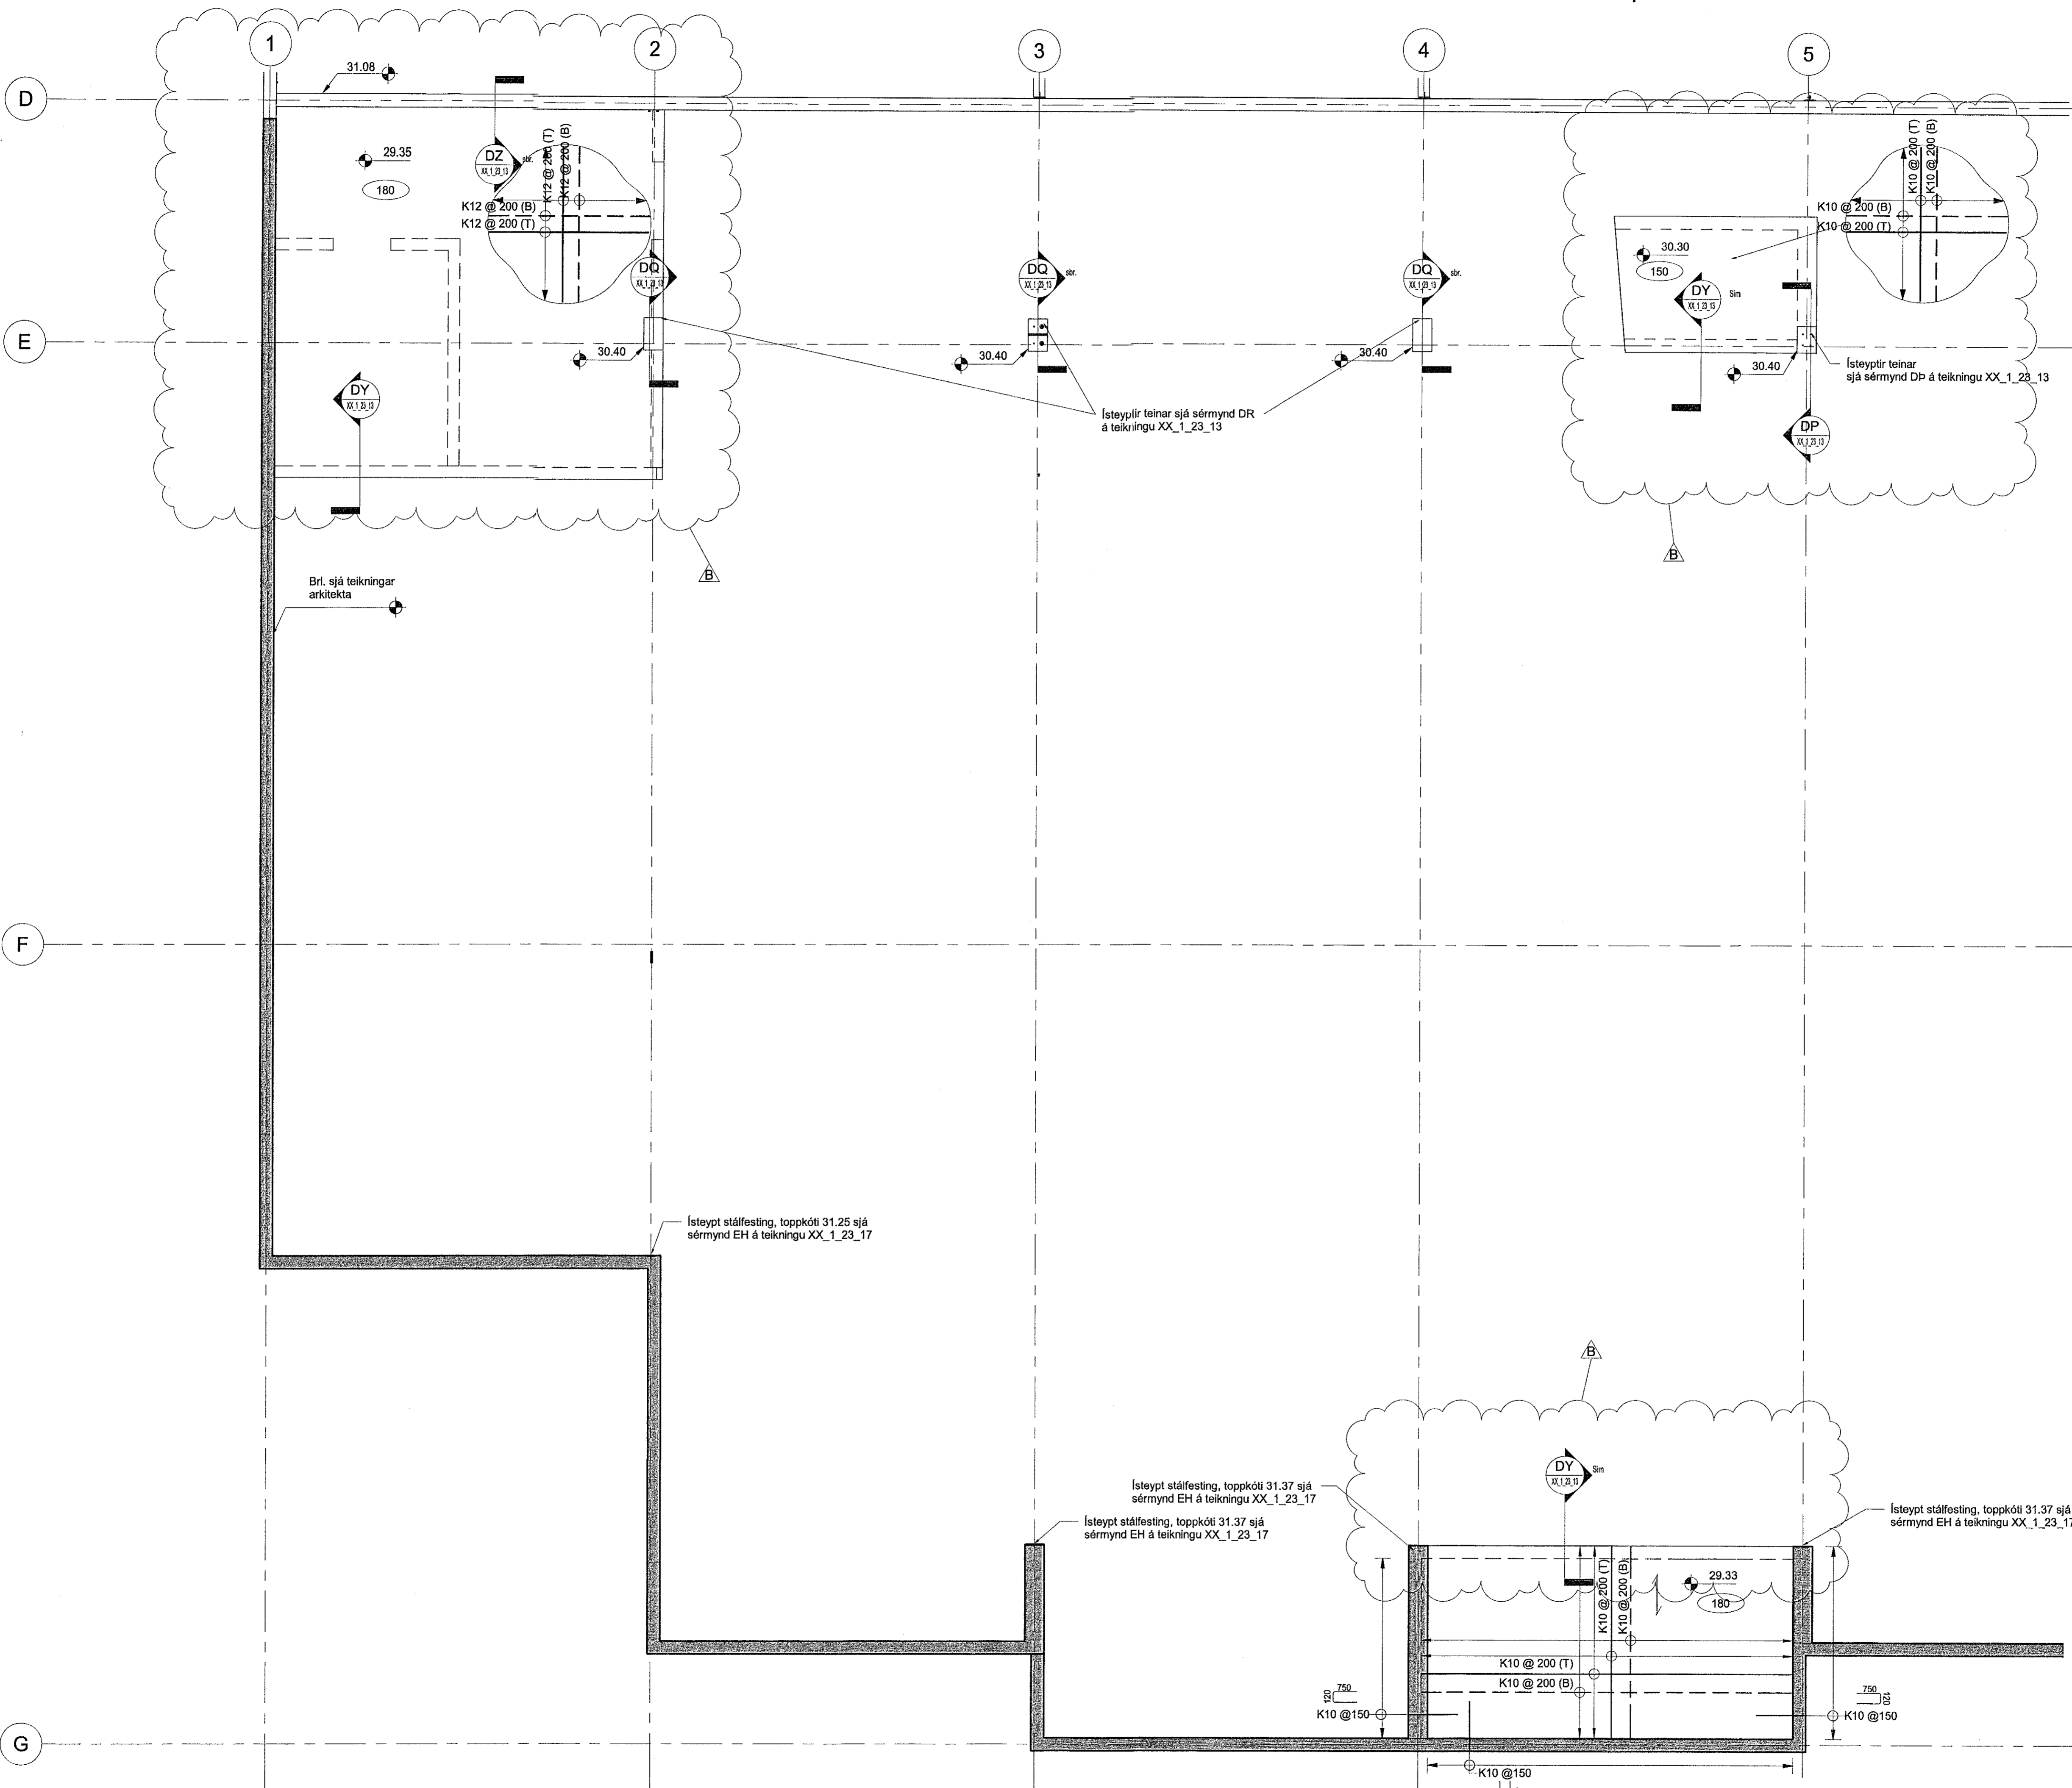 1
2
3
4
5
D
31.08
29.35
180
DZ
XX_1_23_13
sbr.
K12 @ 200 (T)
K12 @ 200 (B)
K12 @ 200 (B)
K12 @ 200 (T)
K10 @ 200 (T)
K10 @ 200 (B)
K10 @ 200 (B)
K10 @ 200 (T)
30.30
150
DQ
XX_1_23_13
DQ
XX_1_23_13
sbr.
DQ
XX_1_23_13
sbr.
DY
XX_1_23_13
Sim
E
30.40
30.40
30.40
30.40
Ísteyptir teinar
sjá sérmynd DÞ á teikningu XX_1_23_13
DY
XX_1_23_13
Ísteyptir teinar sjá sérmynd DR
á teikningu XX_1_23_13
DP
XX_1_23_13
B
B
Brl. sjá teikningar
arkitekta
F
Ísteypt stálfesting, toppkóti 31.25 sjá
sérmynd EH á teikningu XX_1_23_17
B
Ísteypt stálfesting, toppkóti 31.37 sjá
sérmynd EH á teikningu XX_1_23_17
DY
XX_1_23_13
Sim
Ísteypt stálfesting, toppkóti 31.37 sjá
sérmynd EH á teikningu XX_1_23_17
Ísteypt stálfesting, toppkóti 31.37 sjá
sérmynd EH á teikningu XX_1_23_17
29.33
180
K10 @ 200 (T)
K10 @ 200 (B)
K10 @ 200 (T)
K10 @ 200 (B)
750
120
K10 @150
750
120
K10 @150
G
K10 @150